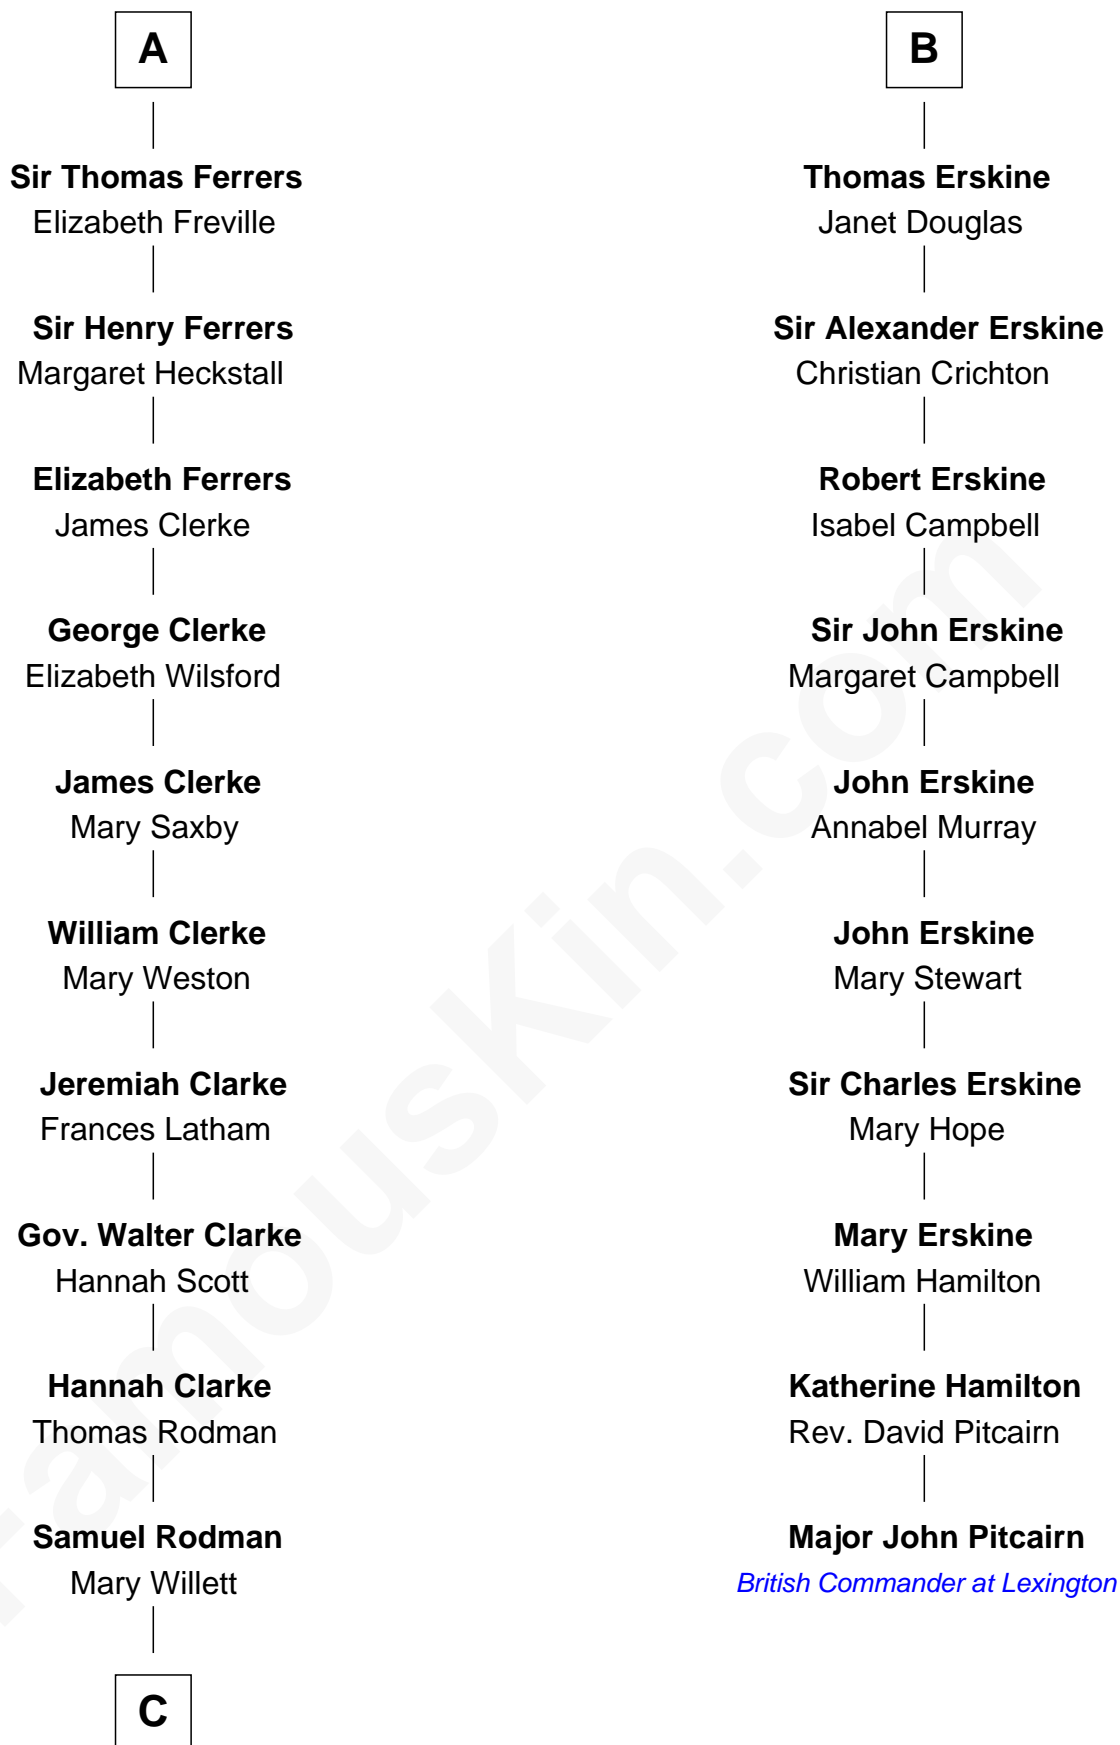 A
Sir Thomas Ferrers
Elizabeth Freville
Sir Henry Ferrers
Margaret Heckstall
Elizabeth Ferrers
James Clerke
George Clerke
Elizabeth Wilsford
James Clerke
Mary Saxby
William Clerke
Mary Weston
Jeremiah Clarke
Frances Latham
Gov. Walter Clarke
Hannah Scott
Hannah Clarke
Thomas Rodman
Samuel Rodman
Mary Willett
C
B
Thomas Erskine
Janet Douglas
Sir Alexander Erskine
Christian Crichton
Robert Erskine
Isabel Campbell
Sir John Erskine
Margaret Campbell
John Erskine
Annabel Murray
John Erskine
Mary Stewart
Sir Charles Erskine
Mary Hope
Mary Erskine
William Hamilton
Katherine Hamilton
Rev. David Pitcairn
Major John Pitcairn
British Commander at Lexington
FamousKin.com